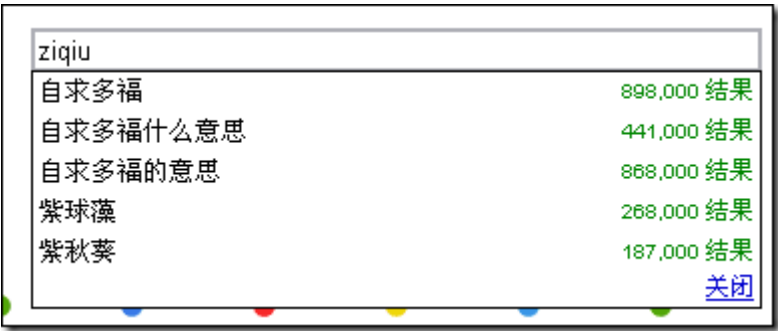 ziqiu
自求多福 898,000 结果
自求多福什么意思 441,000 结果
自求多福的意思 868,000 结果
紫球藻 268,000 结果
紫秋葵 187,000 结果
关闭